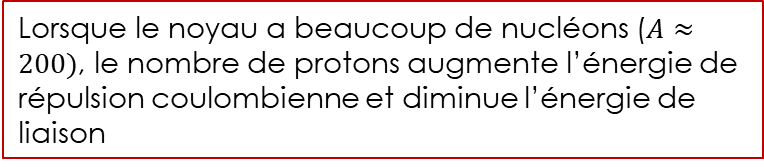 Lorsque le noyau a beaucoup de nucléons (𝐴 ≈
200), le nombre de protons augmente l’énergie de
répulsion coulombienne et diminue l’énergie de
liaison